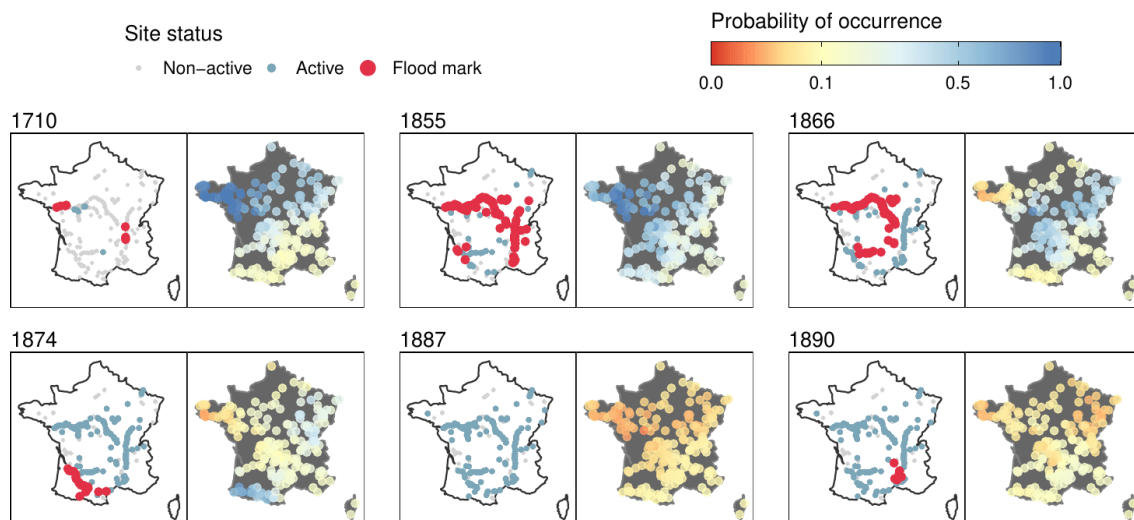 Site status
Non−active Active Flood mark
Probability of occurrence
0.0 0.1 0.5 1.0
1710 1855 1866
1874 1887 1890